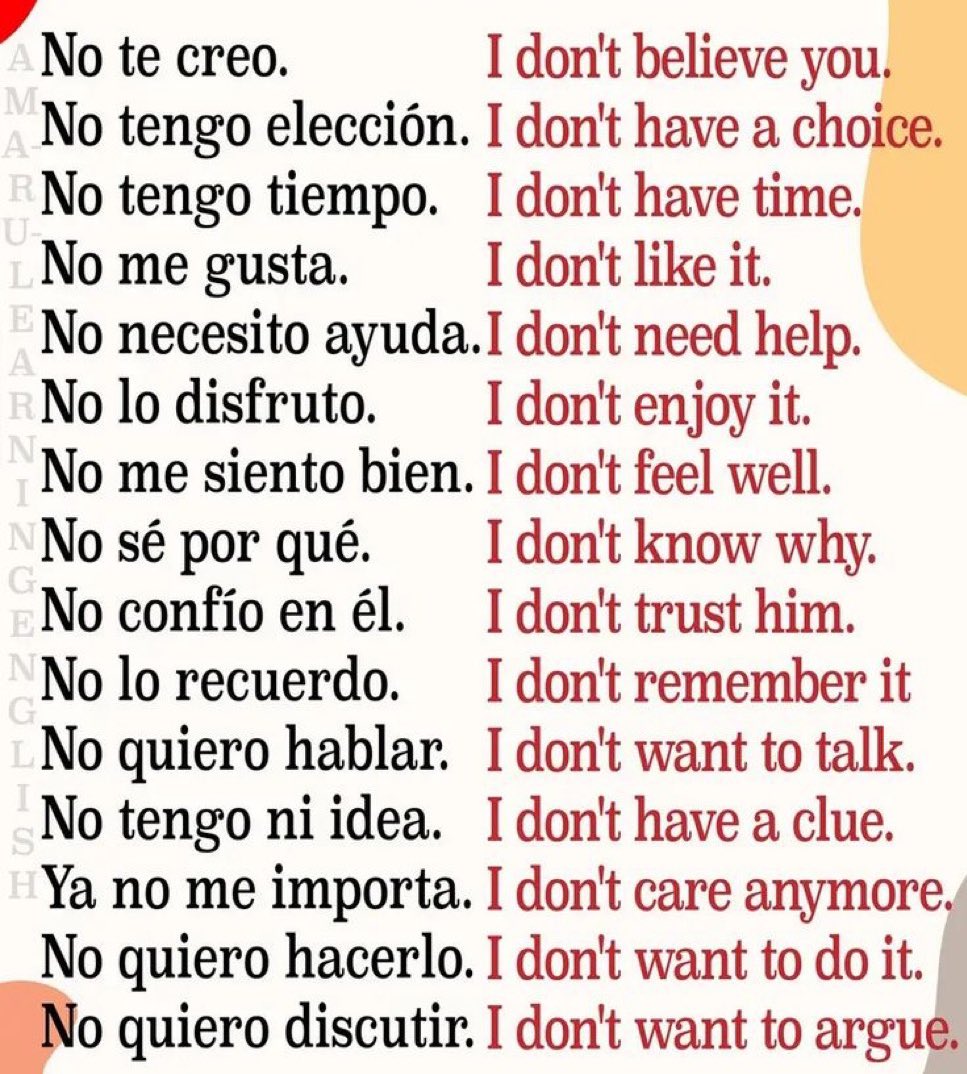 No te creo. I don't believe you.
No tengo elección. I don't have a choice.
No tengo tiempo. I don't have time.
No me gusta. I don't like it.
No necesito ayuda. I don't need help.
No lo disfruto. I don't enjoy it.
No me siento bien. I don't feel well.
No sé por qué. I don't know why.
No confío en él. I don't trust him.
No lo recuerdo. I don't remember it
No quiero hablar. I don't want to talk.
No tengo ni idea. I don't have a clue.
Ya no me importa. I don't care anymore.
No quiero hacerlo. I don't want to do it.
No quiero discutir. I don't want to argue.
AMA-RU-LEARNINGENGLISH